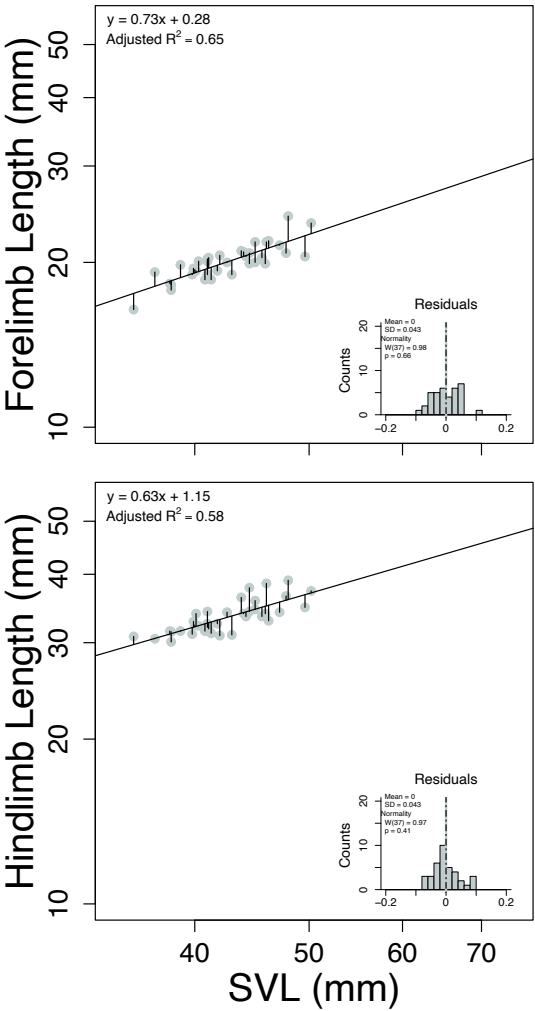 y = 0.73x + 0.28
Adjusted R² = 0.65
50
40
30
20
10
Forelimb Length (mm)
Residuals
Mean = 0
SD = 0.043
Normality
W(37) = 0.98
p = 0.66
Counts
20
10
0
−0.2
0
0.2
y = 0.63x + 1.15
Adjusted R² = 0.58
50
40
30
20
10
Hindlimb Length (mm)
Residuals
Mean = 0
SD = 0.043
Normality
W(37) = 0.97
p = 0.41
Counts
20
10
0
−0.2
0
0.2
40
50
60
70
SVL (mm)